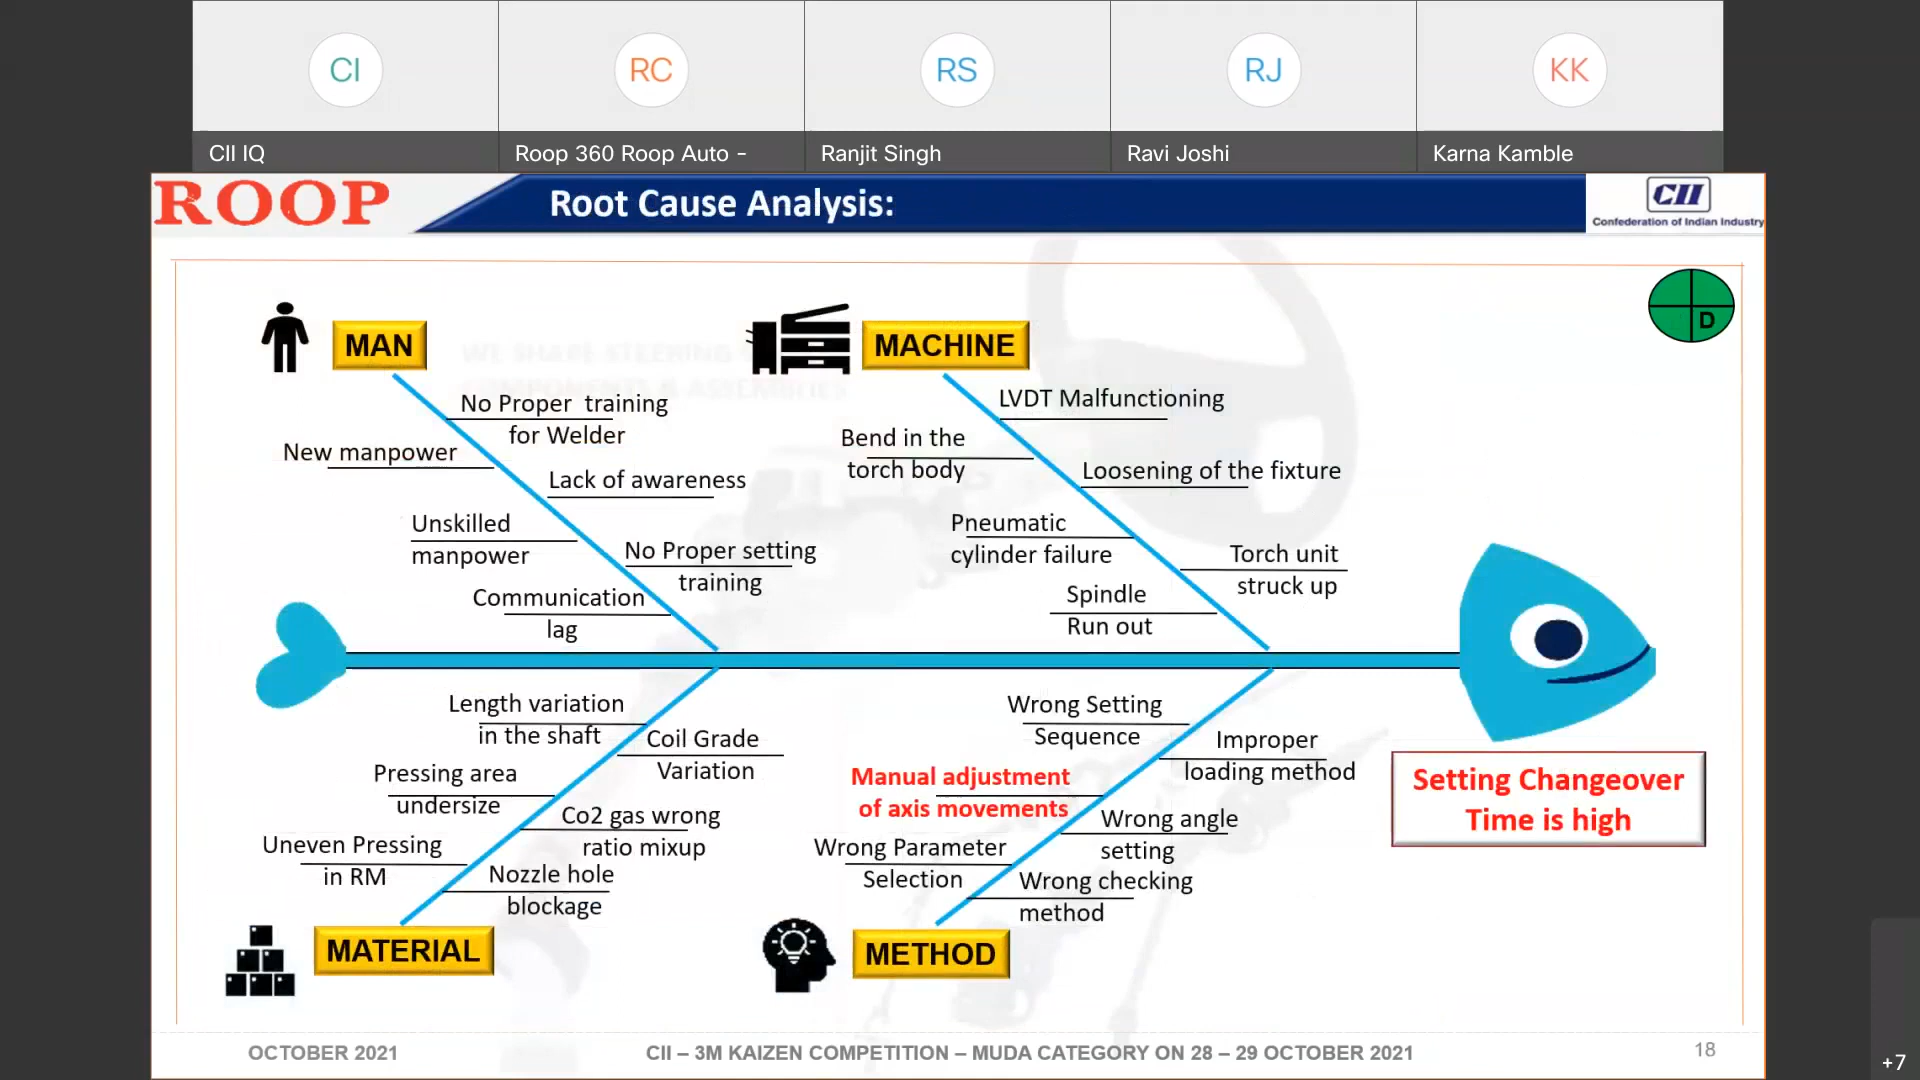 CI
RC
RS
RJ
KK
CII IQ
Roop 360 Roop Auto -
Ranjit Singh
Ravi Joshi
Karna Kamble
ROOP
Root Cause Analysis:
CII
Confederation of Indian Industry
D
MAN
MACHINE
WE SHARE STEERING
COMPONENTS & ASSEMBLIES
No Proper training
for Welder
New manpower
Lack of awareness
Unskilled
manpower
No Proper setting
training
Communication
lag
LVDT Malfunctioning
Bend in the
torch body
Loosening of the fixture
Pneumatic
cylinder failure
Torch unit
struck up
Spindle
Run out
Length variation
in the shaft
Coil Grade
Variation
Pressing area
undersize
Co2 gas wrong
ratio mixup
Uneven Pressing
in RM
Nozzle hole
blockage
Wrong Setting
Sequence
Improper
loading method
Manual adjustment
of axis movements
Wrong angle
setting
Wrong Parameter
Selection
Wrong checking
method
Setting Changeover
Time is high
MATERIAL
METHOD
OCTOBER 2021
CII – 3M KAIZEN COMPETITION – MUDA CATEGORY ON 28 – 29 OCTOBER 2021
18
+7